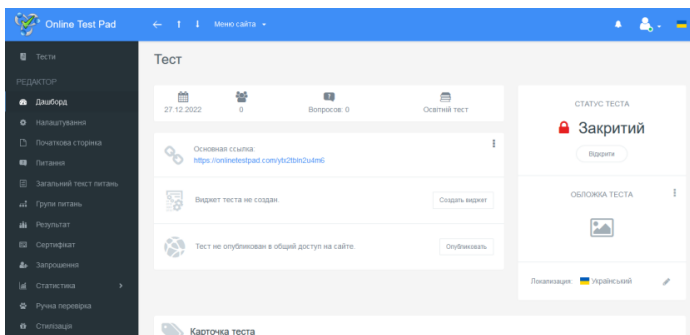 Online Test Pad
Меню сайта
Тести
РЕДАКТОР
Дашборд
Налаштування
Початкова сторінка
Питання
Загальний текст питань
Групи питань
Результат
Сертифікат
Запрошення
Статистика
Ручна перевірка
Стилізація
Тест
27.12.2022
0
Вопросов: 0
Освітній тест
Основная ссылка:
https://onlinetestpad.com/ytx2tbin2u4m6
Виджет теста не создан.
Создать виджет
Тест не опубликован в общий доступ на сайте.
Опубликовать
Карточка теста
СТАТУС ТЕСТА
Закритий
Відкрити
ОБЛОЖКА ТЕСТА
Локализация:
Український